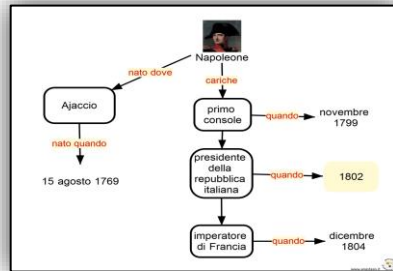 Napoleone
nato dove
cariche
Ajaccio
primo
console
quando
novembre
1799
nato quando
15 agosto 1769
presidente
della
repubblica
italiana
quando
1802
imperatore
di Francia
quando
dicembre
1804